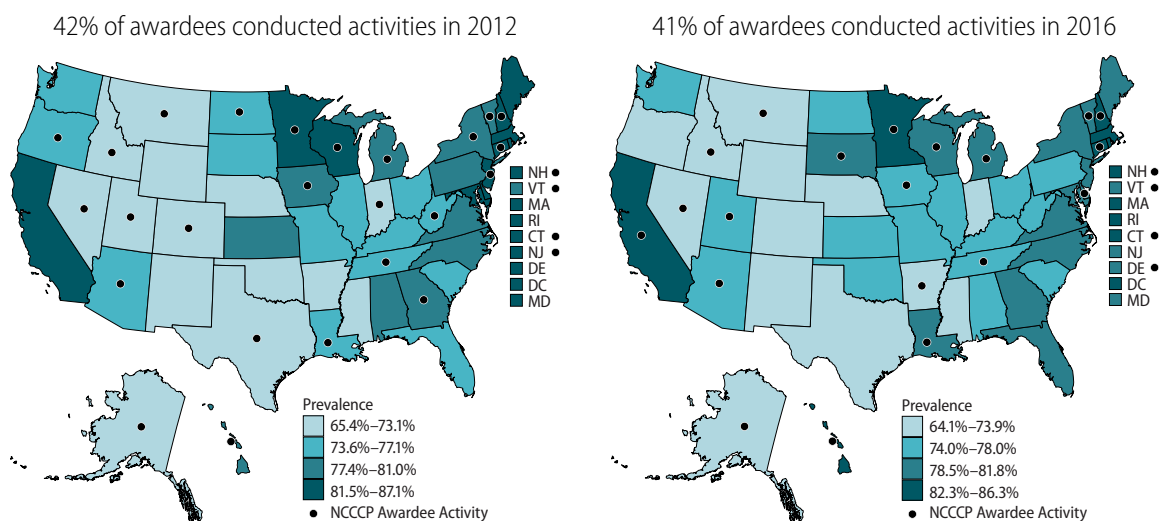 42% of awardees conducted activities in 2012
NH
VT
MA
RI
CT
NJ
DE
DC
MD
Prevalence
65.4%–73.1%
73.6%–77.1%
77.4%–81.0%
81.5%–87.1%
NCCCP Awardee Activity
41% of awardees conducted activities in 2016
NH
VT
MA
RI
CT
NJ
DE
DC
MD
Prevalence
64.1%–73.9%
74.0%–78.0%
78.5%–81.8%
82.3%–86.3%
NCCCP Awardee Activity